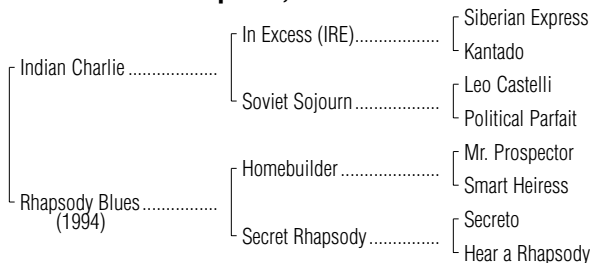 Siberian Express
In Excess (IRE)
Kantado
Indian Charlie
Leo Castelli
Soviet Sojourn
Political Parfait
Mr. Prospector
Homebuilder
Smart Heiress
Rhapsody Blues
(1994)
Secreto
Secret Rhapsody
Hear a Rhapsody